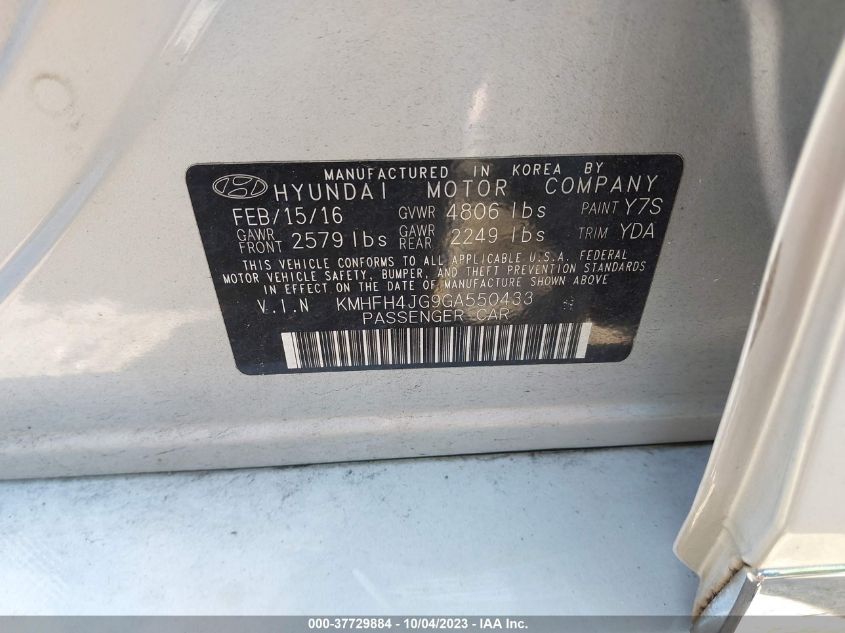 MANUFACTURED IN KOREA BY
HYUNDAI MOTOR COMPANY
FEB/15/16 GVWR 4806 lbs PAINT Y7S
GAWR FRONT 2579 lbs GAWR REAR 2249 lbs TRIM YDA
THIS VEHICLE CONFORMS TO ALL APPLICABLE U.S.A. FEDERAL
MOTOR VEHICLE SAFETY, BUMPER, AND THEFT PREVENTION STANDARDS
IN EFFECT ON THE DATE OF MANUFACTURE SHOWN ABOVE
V.I.N KMHFH4JG9GA550433
PASSENGER CAR
000-37729884 - 10/04/2023 - IAA Inc.